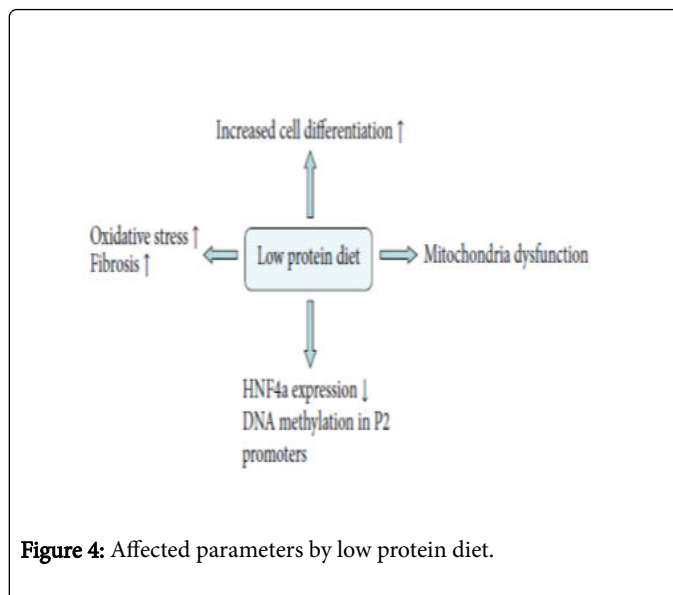 Increased cell differentiation ↑
Oxidative stress ↑
Fibrosis ↑
Low protein diet
Mitochondria dysfunction
HNF4a expression ↓
DNA methylation in P2
promoters
Figure 4: Affected parameters by low protein diet.